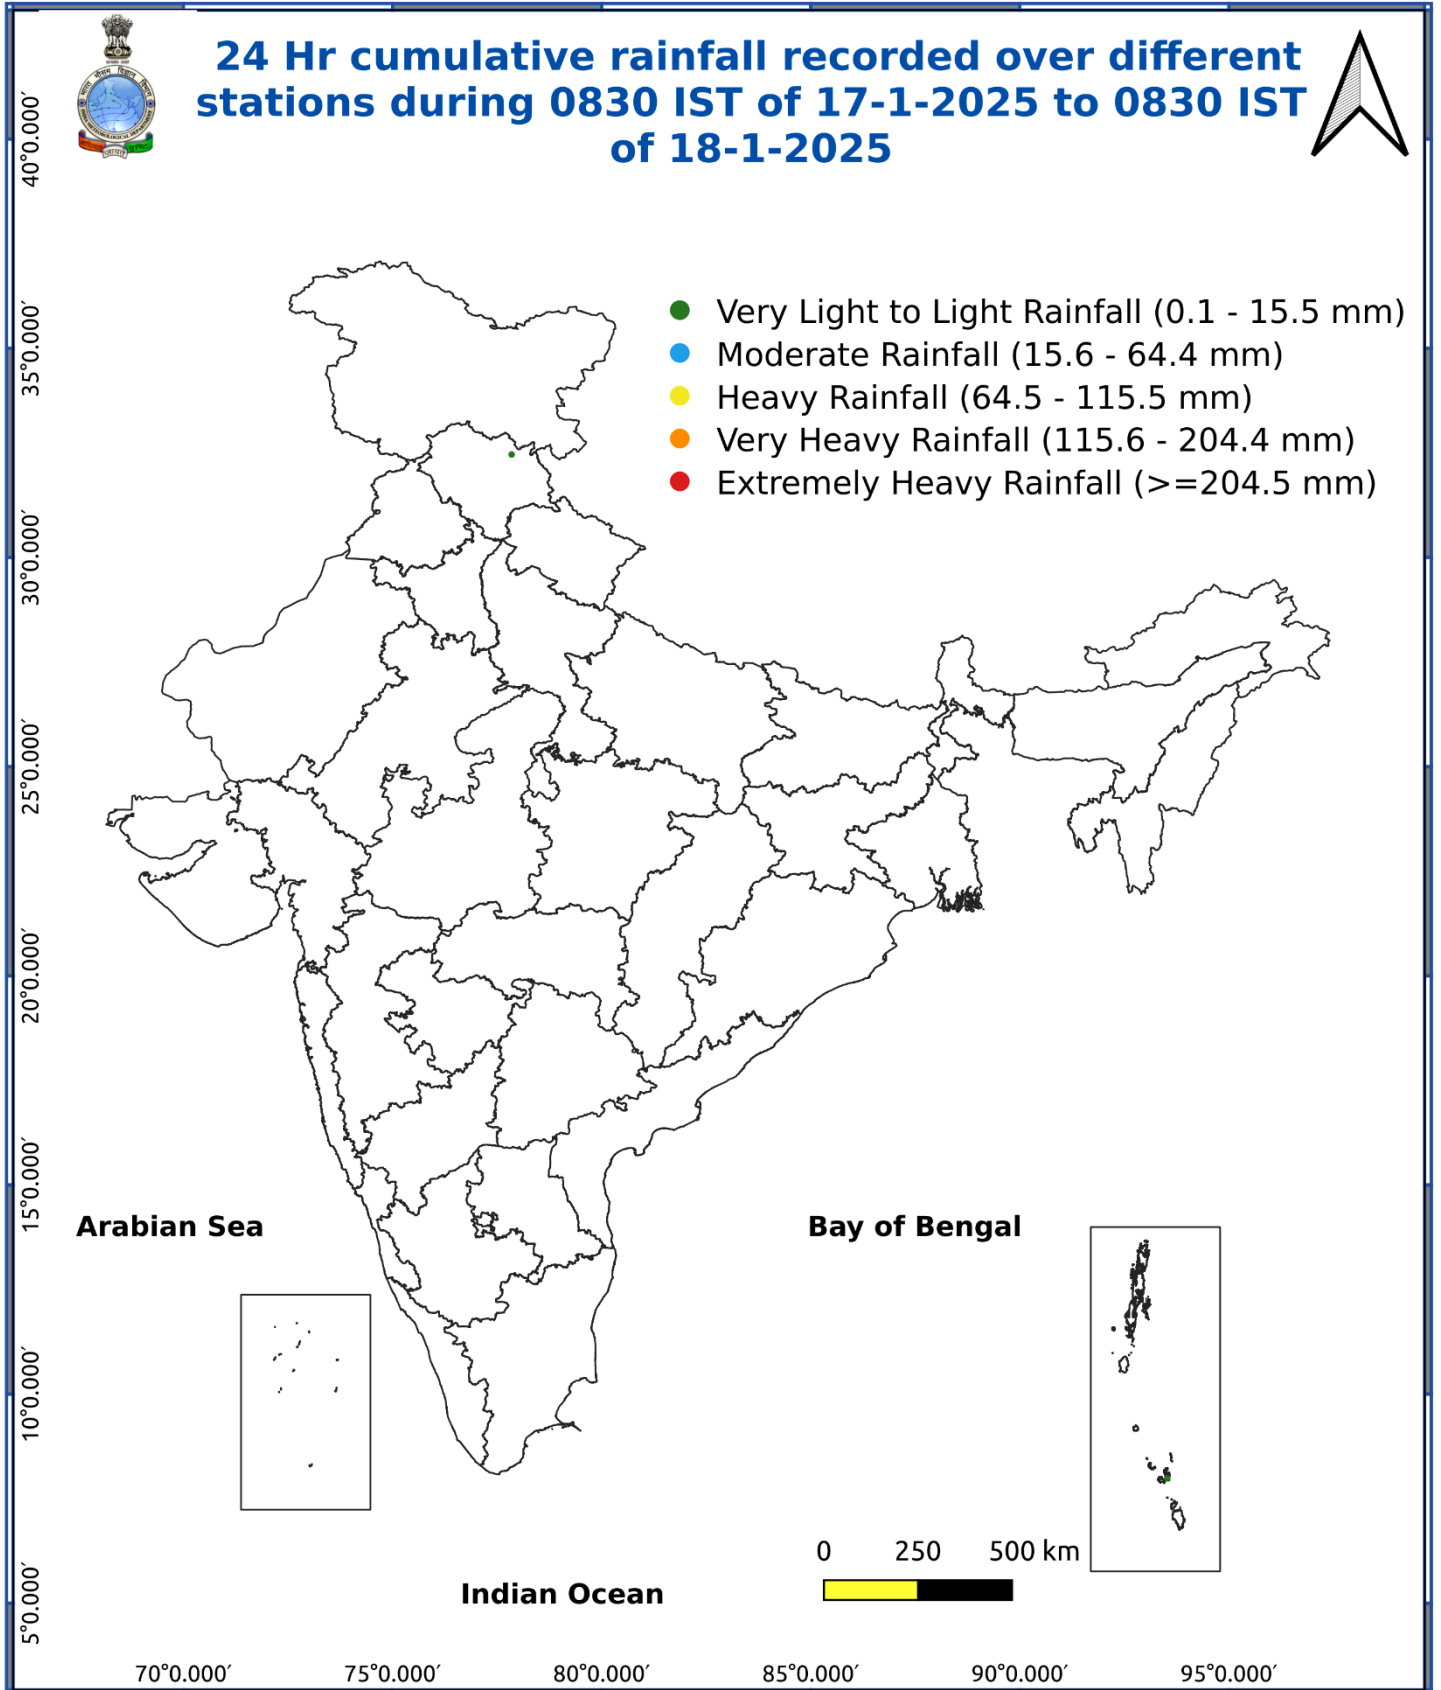 24 Hr cumulative rainfall recorded over different
stations during 0830 IST of 17-1-2025 to 0830 IST
of 18-1-2025
Very Light to Light Rainfall (0.1 - 15.5 mm)
Moderate Rainfall (15.6 - 64.4 mm)
Heavy Rainfall (64.5 - 115.5 mm)
Very Heavy Rainfall (115.6 - 204.4 mm)
Extremely Heavy Rainfall (>=204.5 mm)
40°0.000′
35°0.000′
30°0.000′
25°0.000′
20°0.000′
15°0.000′
10°0.000′
5°0.000′
Arabian Sea
Bay of Bengal
Indian Ocean
0 250 500 km
70°0.000′ 75°0.000′ 80°0.000′ 85°0.000′ 90°0.000′ 95°0.000′